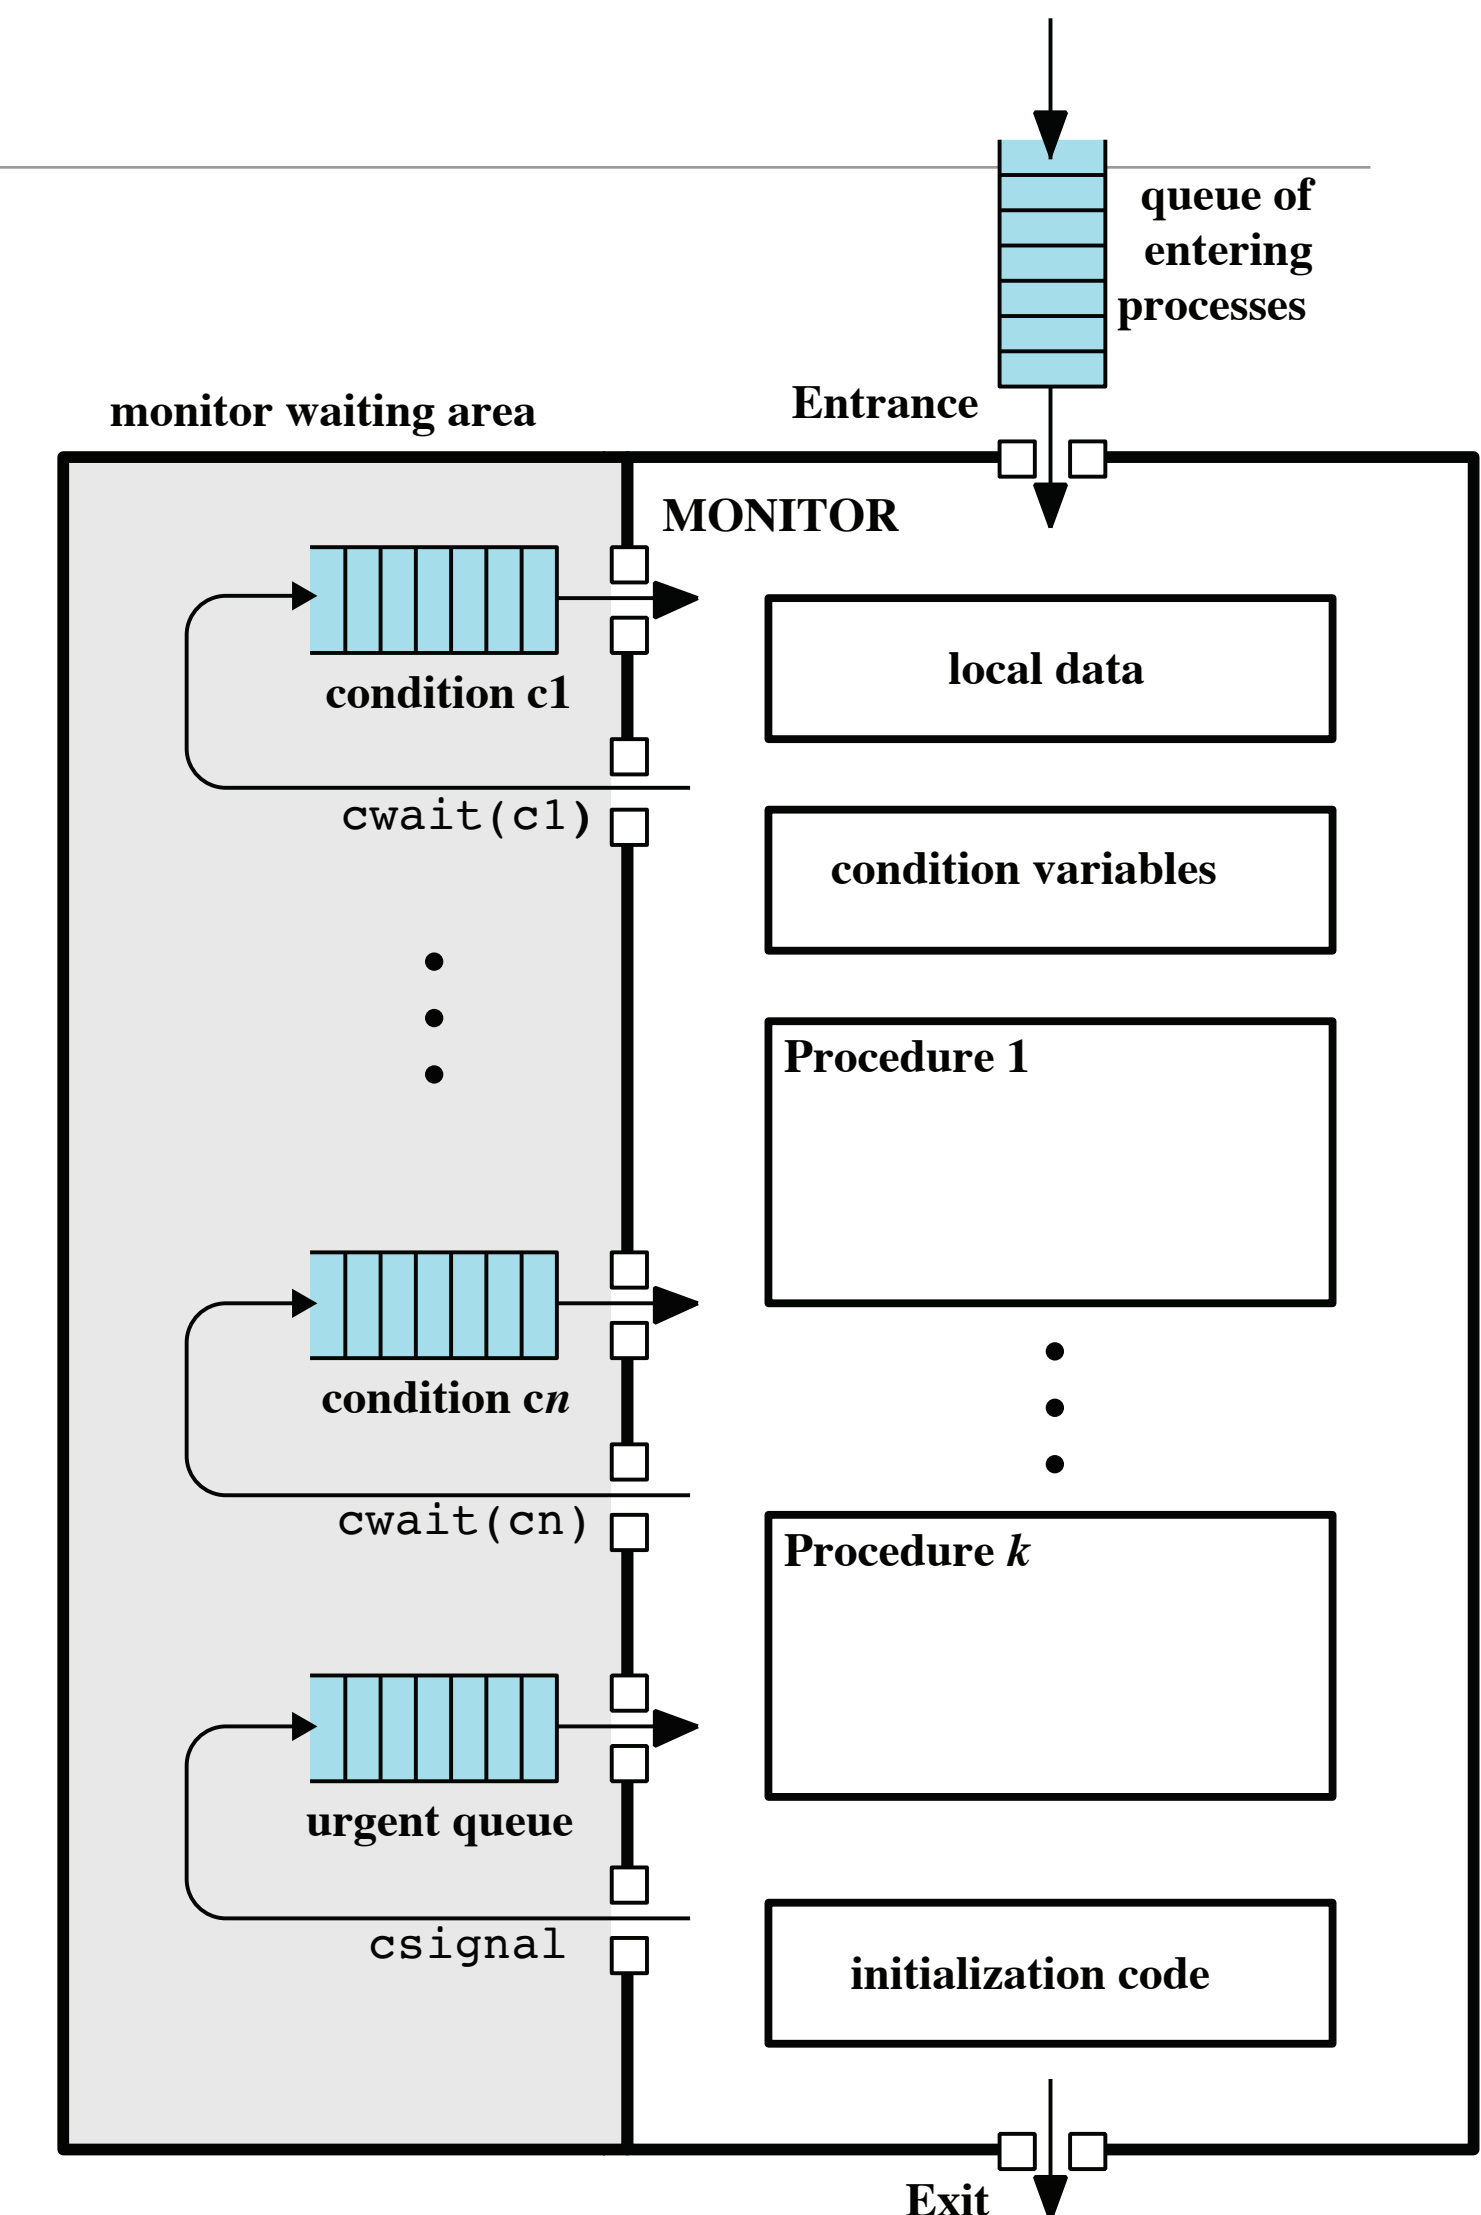 queue of
entering
processes
Entrance
monitor waiting area
MONITOR
condition c1
cwait(c1)
local data
condition variables
Procedure 1
condition cn
cwait(cn)
Procedure k
urgent queue
csignal
initialization code
Exit